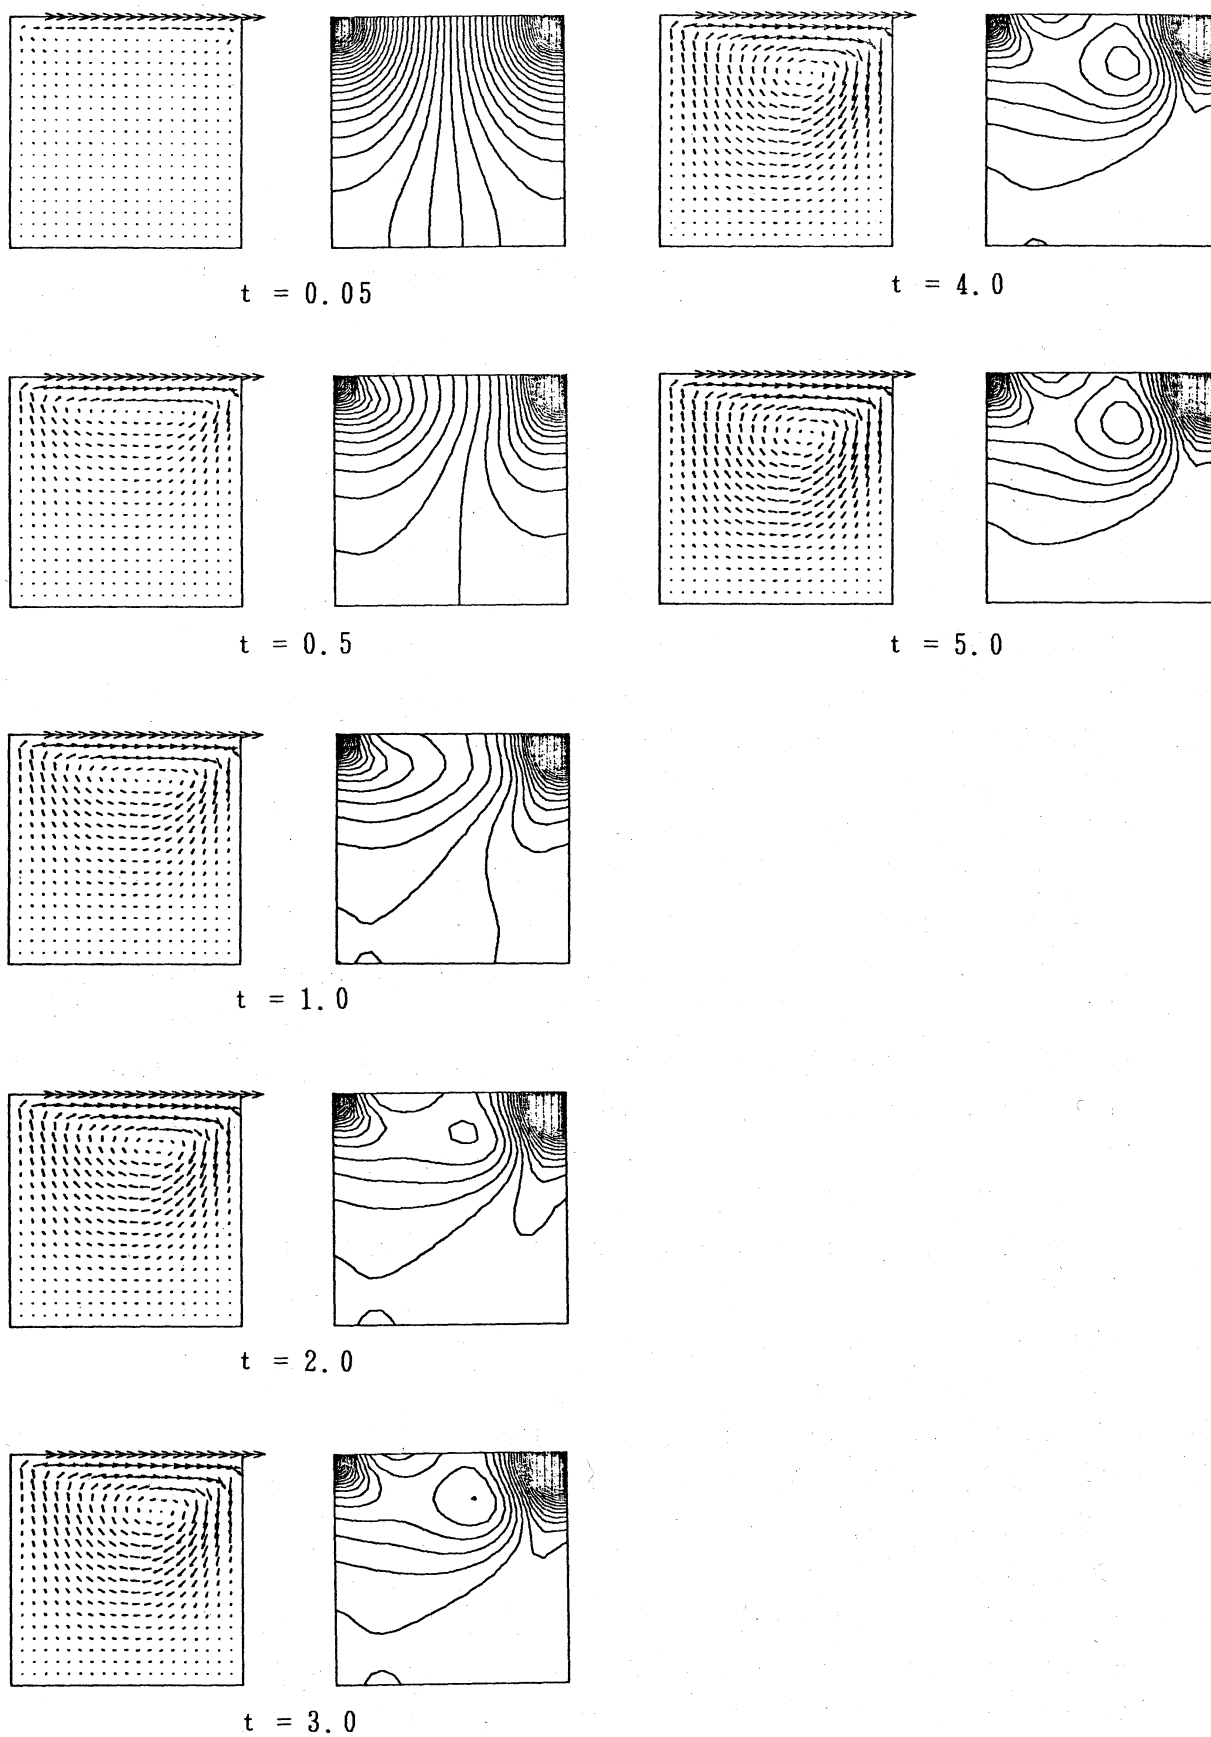 t = 0.05
t = 0.5
t = 1.0
t = 2.0
t = 3.0
t = 4.0
t = 5.0